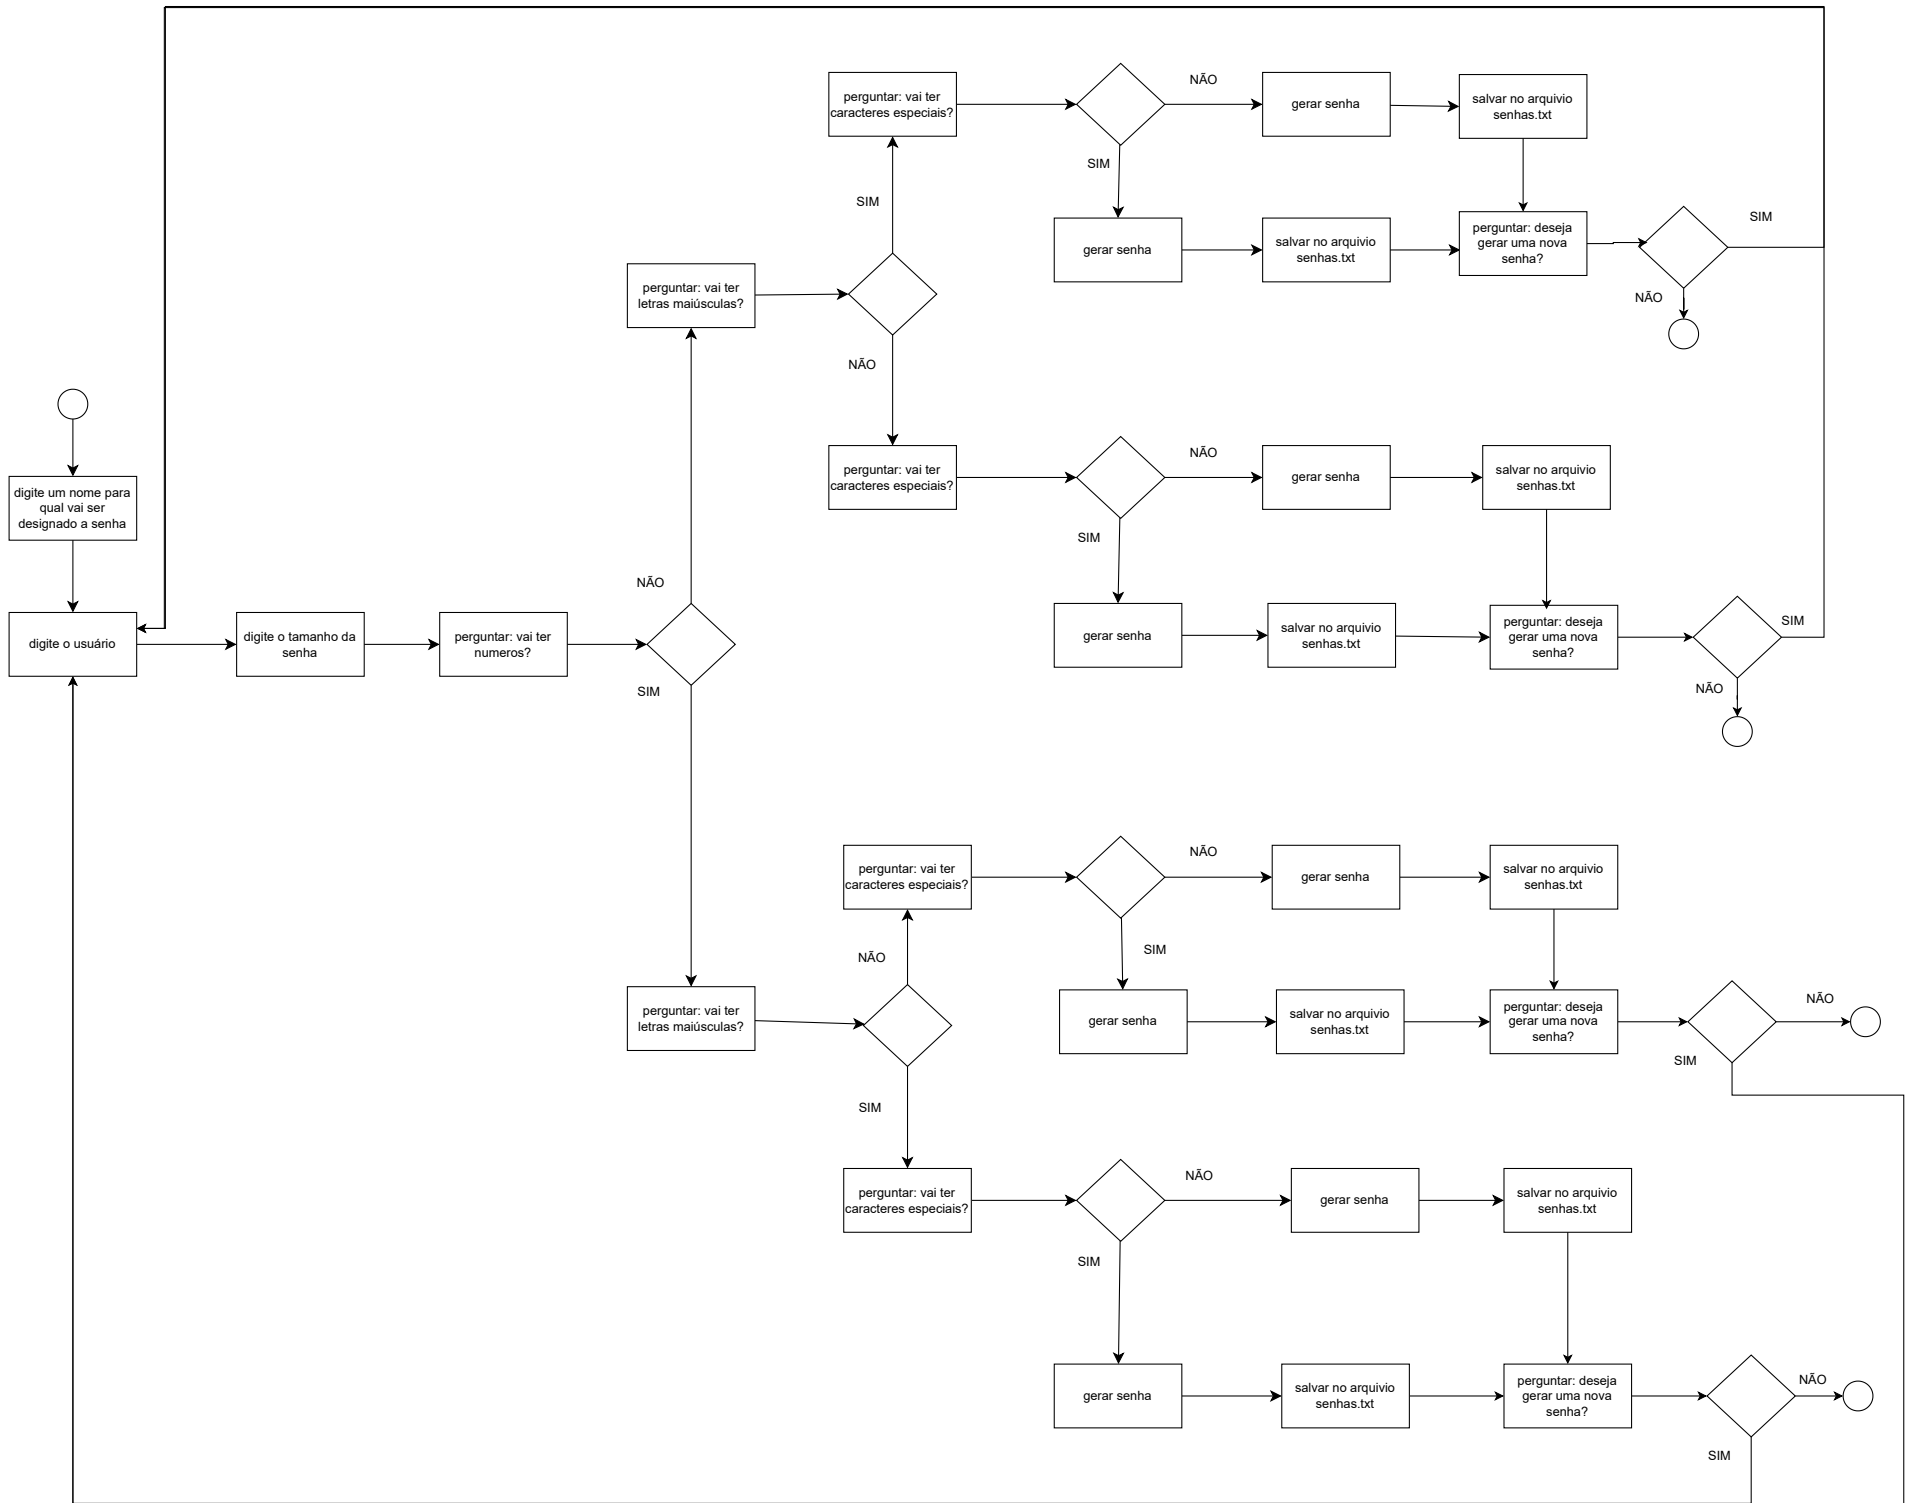 perguntar: vai ter
caracteres especiais?
NÃO
gerar senha
salvar no arquivio
senhas.txt
SIM
SIM
gerar senha
salvar no arquivio
senhas.txt
perguntar: deseja
gerar uma nova
senha?
SIM
NÃO
perguntar: vai ter
letras maiúsculas?
NÃO
perguntar: vai ter
caracteres especiais?
NÃO
gerar senha
salvar no arquivio
senhas.txt
SIM
gerar senha
salvar no arquivio
senhas.txt
perguntar: deseja
gerar uma nova
senha?
SIM
NÃO
digite um nome para
qual vai ser
designado a senha
digite o usuário
digite o tamanho da
senha
perguntar: vai ter
numeros?
NÃO
SIM
perguntar: vai ter
caracteres especiais?
NÃO
gerar senha
salvar no arquivio
senhas.txt
NÃO
SIM
perguntar: vai ter
letras maiúsculas?
gerar senha
salvar no arquivio
senhas.txt
perguntar: deseja
gerar uma nova
senha?
NÃO
SIM
SIM
perguntar: vai ter
caracteres especiais?
NÃO
gerar senha
salvar no arquivio
senhas.txt
SIM
gerar senha
salvar no arquivio
senhas.txt
perguntar: deseja
gerar uma nova
senha?
NÃO
SIM